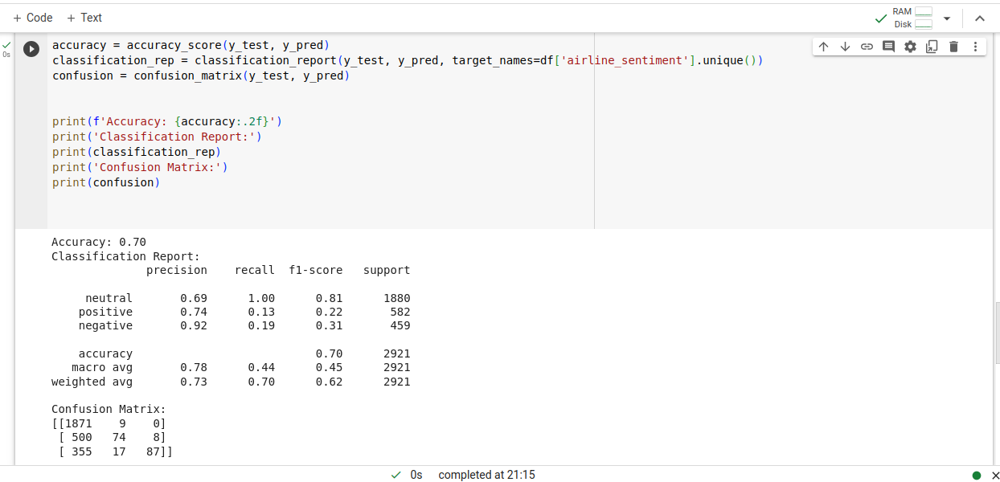 + Code + Text
RAM
Disk
0s
accuracy = accuracy_score(y_test, y_pred)
classification_rep = classification_report(y_test, y_pred, target_names=df['airline_sentiment'].unique())
confusion = confusion_matrix(y_test, y_pred)
print(f'Accuracy: {accuracy:.2f}')
print('Classification Report:')
print(classification_rep)
print('Confusion Matrix:')
print(confusion)
Accuracy: 0.70
Classification Report:
precision recall f1-score support
neutral 0.69 1.00 0.81 1880
positive 0.74 0.13 0.22 582
negative 0.92 0.19 0.31 459
accuracy 0.70 2921
macro avg 0.78 0.44 0.45 2921
weighted avg 0.73 0.70 0.62 2921
Confusion Matrix:
[[1871 9 0]
[ 500 74 8]
[ 355 17 87]]
0s completed at 21:15